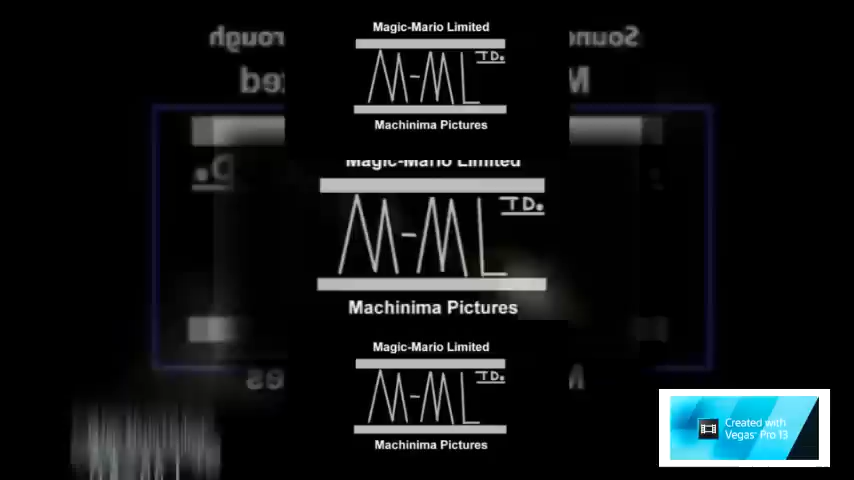 Magic-Mario Limited
M-ML TD.
Machinima Pictures
Magic-Mario Limited
M-ML TD.
Machinima Pictures
Magic-Mario Limited
M-ML TD.
Machinima Pictures
Created with
Vegas Pro 13